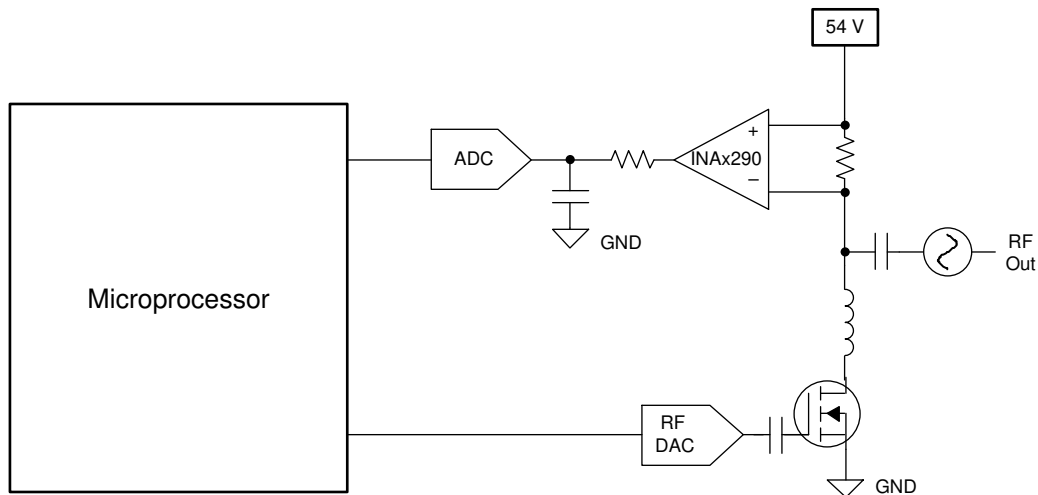 54 V
+
INAx290
−
ADC
GND
RF
Out
Microprocessor
RF
DAC
GND